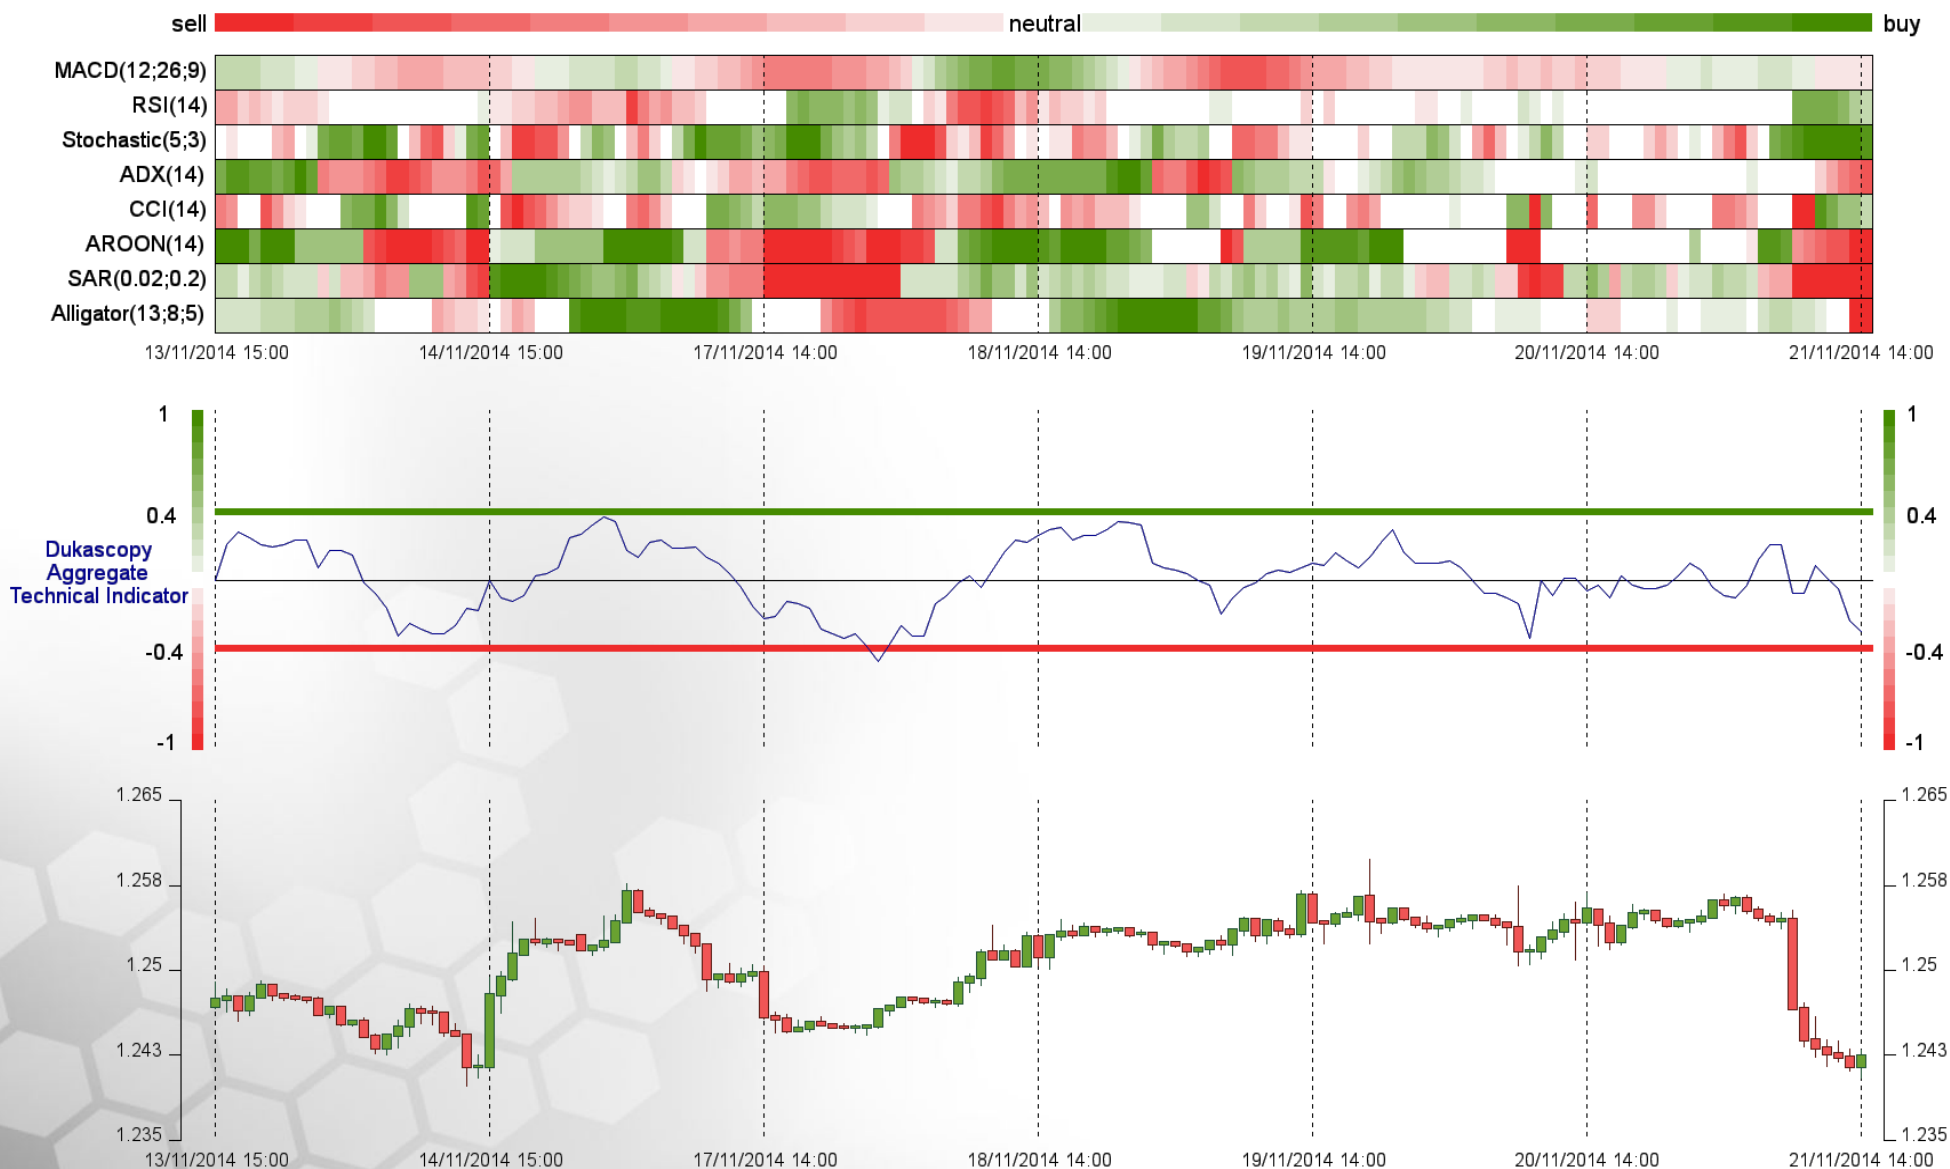 sell neutral buy
MACD(12;26;9)
RSI(14)
Stochastic(5;3)
ADX(14)
CCI(14)
AROON(14)
SAR(0.02;0.2)
Alligator(13;8;5)
13/11/2014 15:00 14/11/2014 15:00 17/11/2014 14:00 18/11/2014 14:00 19/11/2014 14:00 20/11/2014 14:00 21/11/2014 14:00
1 1
0.4 0.4
Dukascopy
Aggregate
Technical Indicator
-0.4 -0.4
-1 -1
1.265 1.265
1.258 1.258
1.25 1.25
1.243 1.243
1.235 1.235
13/11/2014 15:00 14/11/2014 15:00 17/11/2014 14:00 18/11/2014 14:00 19/11/2014 14:00 20/11/2014 14:00 21/11/2014 14:00